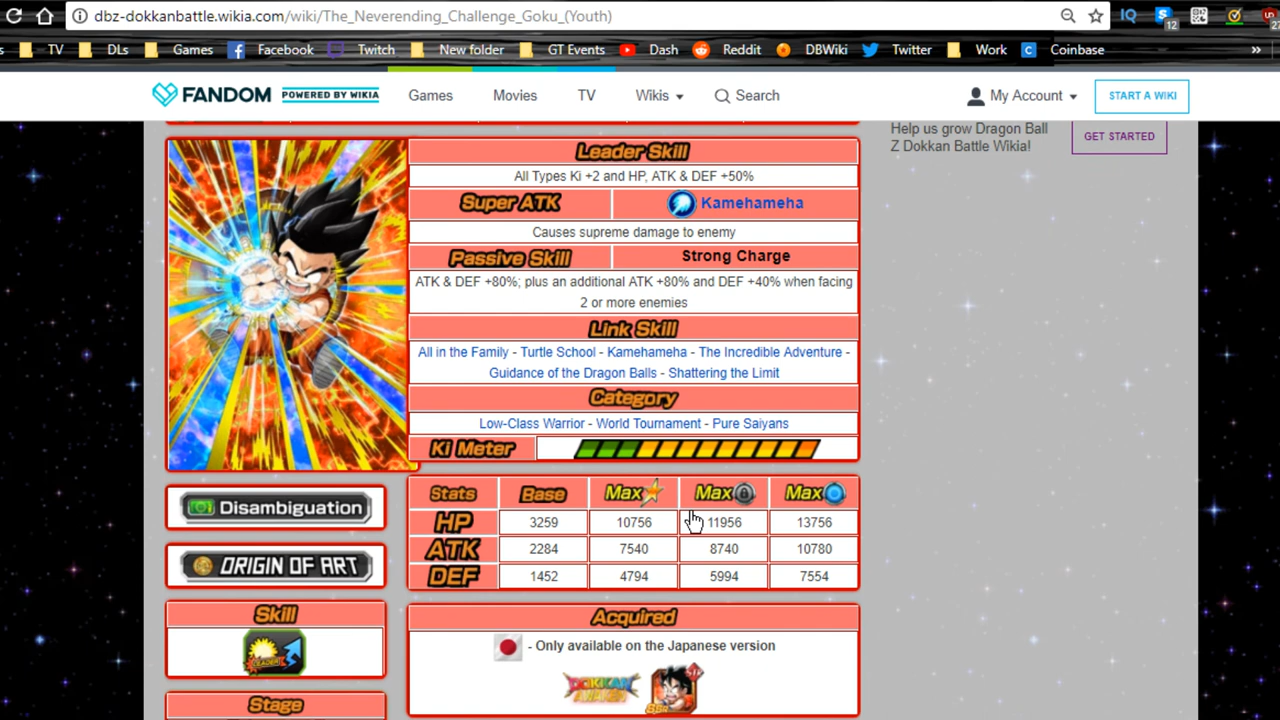 dbz-dokkanbattle.wikia.com/wiki/The_Neverending_Challenge_Goku_(Youth)
IQ
12
s
TV
DLs
Games
Facebook
Twitch
New folder
GT Events
Dash
Reddit
DBWiki
Twitter
Work
Coinbase
»
FANDOM
POWERED BY WIKIA
Games
Movies
TV
Wikis
Search
My Account
START A WIKI
Help us grow Dragon Ball
Z Dokkan Battle Wikia!
GET STARTED
Leader Skill
All Types Ki +2 and HP, ATK & DEF +50%
Super ATK
Kamehameha
Causes supreme damage to enemy
Passive Skill
Strong Charge
ATK & DEF +80%; plus an additional ATK +80% and DEF +40% when facing
2 or more enemies
Link Skill
All in the Family - Turtle School - Kamehameha - The Incredible Adventure -
Guidance of the Dragon Balls - Shattering the Limit
Category
Low-Class Warrior - World Tournament - Pure Saiyans
Ki Meter
Stats Base Max Max Max
HP 3259 10756 11956 13756
ATK 2284 7540 8740 10780
DEF 1452 4794 5994 7554
Disambiguation
ORIGIN OF ART
Skill
LEADER
Stage
Acquired
- Only available on the Japanese version
DOKKAN
AWAKEN
SSR